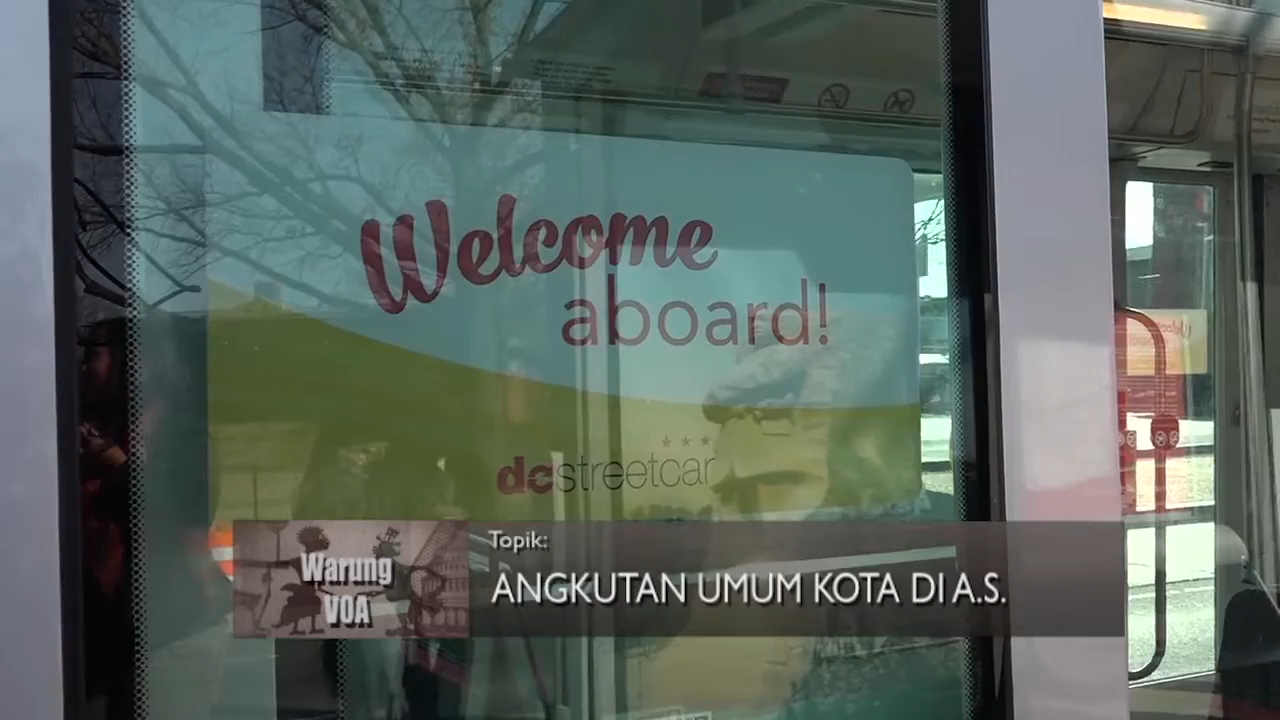 Welcome
aboard!
dcstreetcar
Warung
VOA
Topik:
ANGKUTAN UMUM KOTA DI A.S.